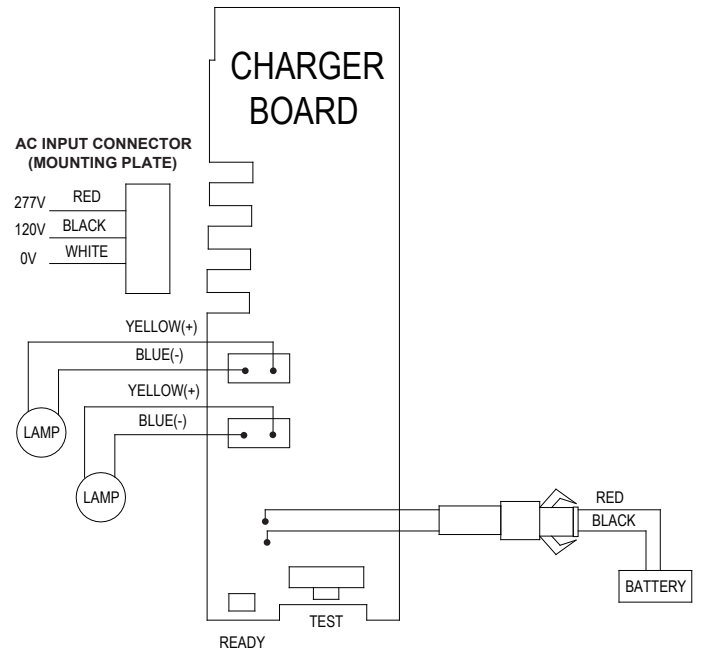 CHARGER
BOARD
AC INPUT CONNECTOR
(MOUNTING PLATE)
277V RED
120V BLACK
0V WHITE
YELLOW(+)
BLUE(-)
YELLOW(+)
BLUE(-)
LAMP
LAMP
RED
BLACK
BATTERY
TEST
READY